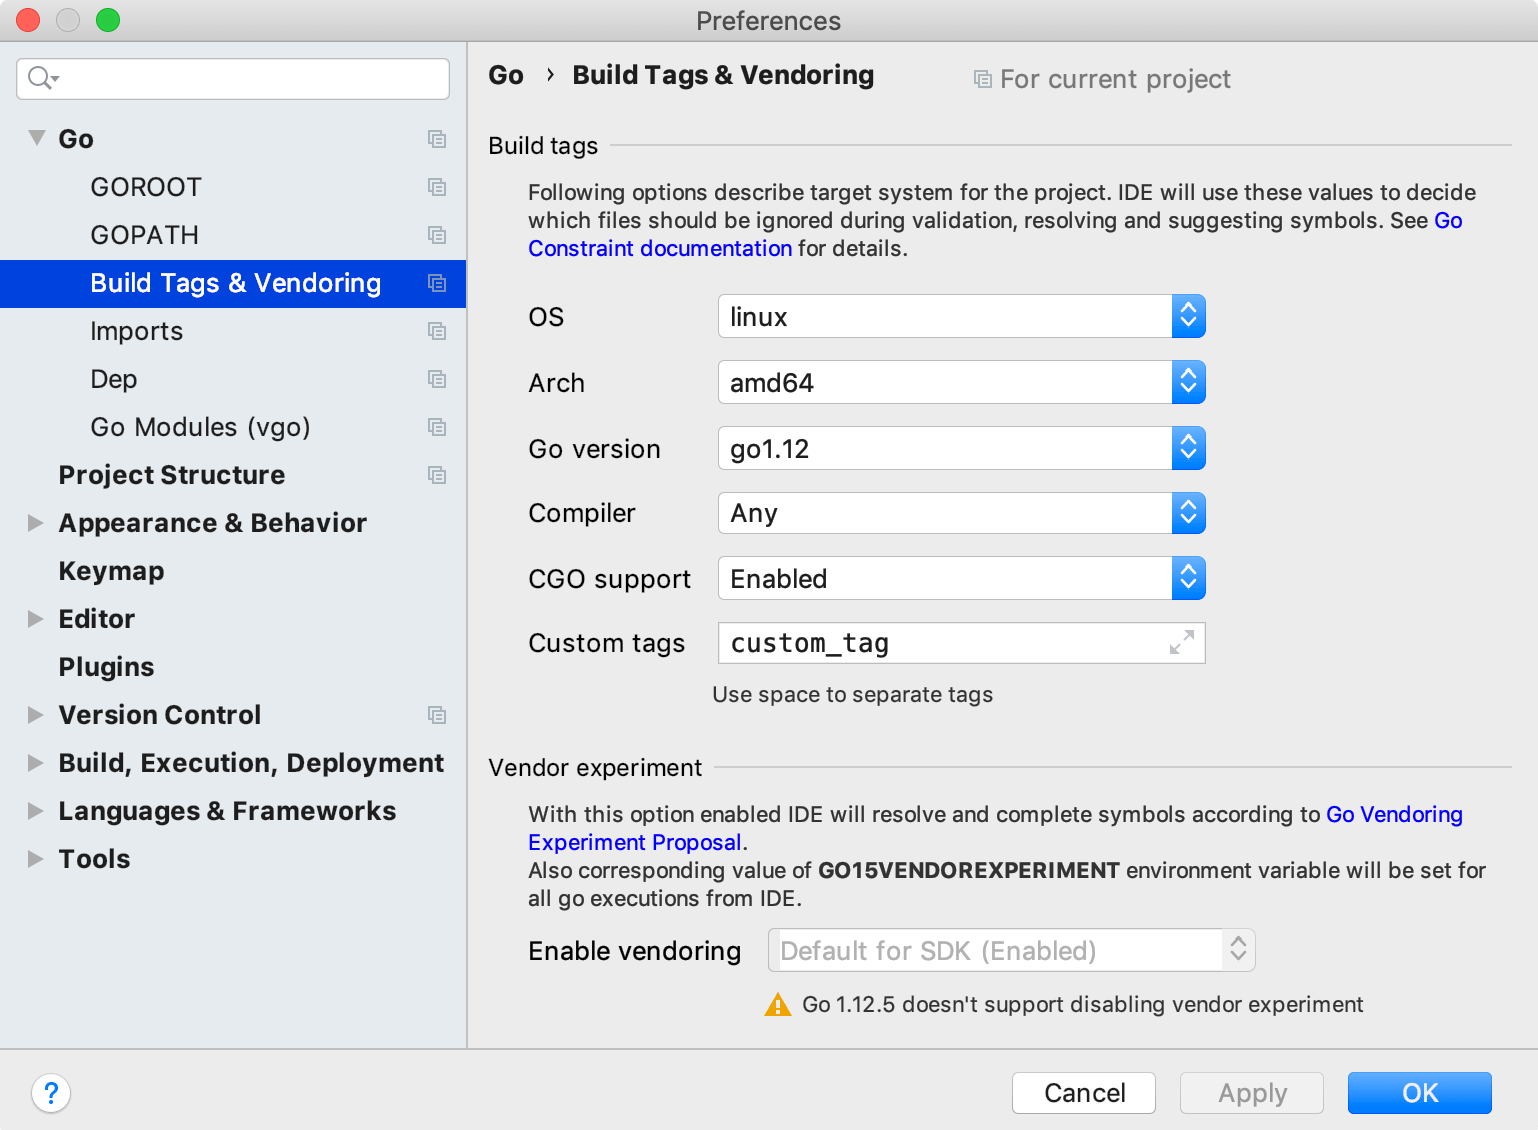 Preferences
Go
GOROOT
GOPATH
Build Tags & Vendoring
Imports
Dep
Go Modules (vgo)
Project Structure
Appearance & Behavior
Keymap
Editor
Plugins
Version Control
Build, Execution, Deployment
Languages & Frameworks
Tools
Go › Build Tags & Vendoring For current project
Build tags
Following options describe target system for the project. IDE will use these values to decide
which files should be ignored during validation, resolving and suggesting symbols. See Go
Constraint documentation for details.
OS linux
Arch amd64
Go version go1.12
Compiler Any
CGO support Enabled
Custom tags custom_tag
Use space to separate tags
Vendor experiment
With this option enabled IDE will resolve and complete symbols according to Go Vendoring
Experiment Proposal.
Also corresponding value of GO15VENDOREXPERIMENT environment variable will be set for
all go executions from IDE.
Enable vendoring Default for SDK (Enabled)
Go 1.12.5 doesn't support disabling vendor experiment
? Cancel Apply OK